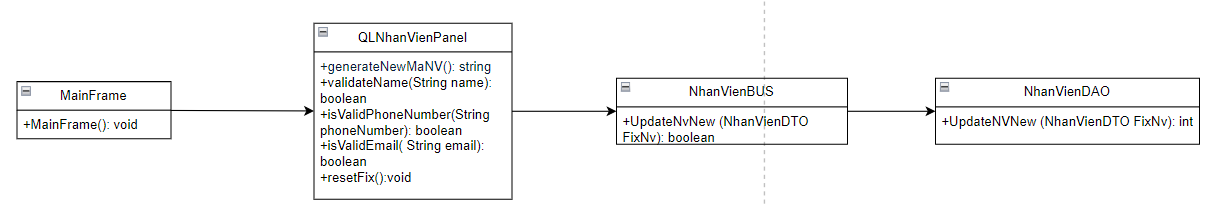 MainFrame
+MainFrame(): void
QLNhanVienPanel
+generateNewMaNV(): string
+validateName(String name):
boolean
+isValidPhoneNumber(String
phoneNumber): boolean
+isValidEmail( String email):
boolean
+resetFix():void
NhanVienBUS
+UpdateNvNew (NhanVienDTO
FixNv): boolean
NhanVienDAO
+UpdateNVNew (NhanVienDTO FixNv): int